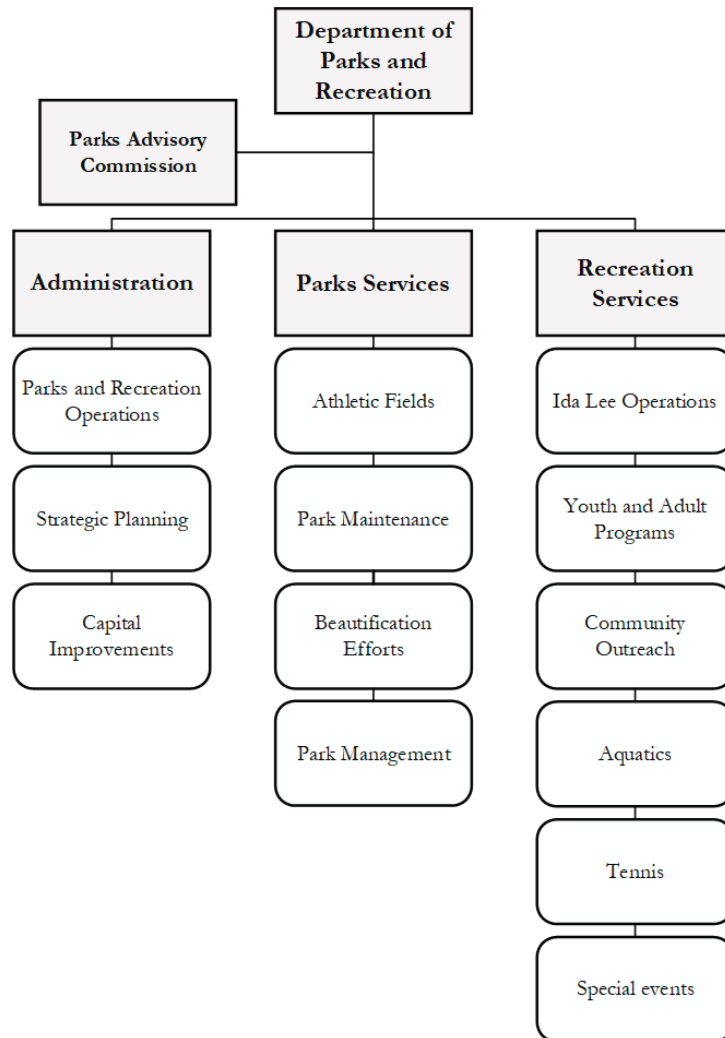 Department of
Parks and
Recreation
Parks Advisory
Commission
Administration
Parks and Recreation
Operations
Strategic Planning
Capital
Improvements
Parks Services
Athletic Fields
Park Maintenance
Beautification
Efforts
Park Management
Recreation
Services
Ida Lee Operations
Youth and Adult
Programs
Community
Outreach
Aquatics
Tennis
Special events